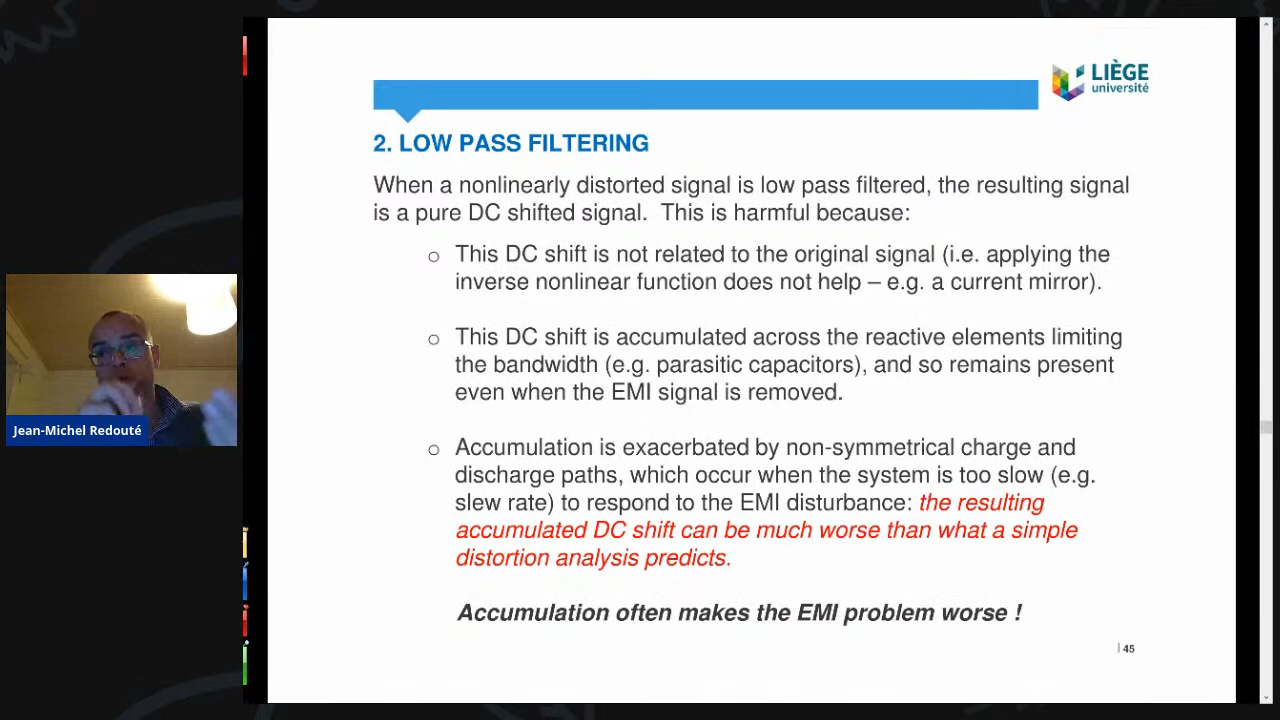 LIÈGE
université
2. LOW PASS FILTERING
When a nonlinearly distorted signal is low pass filtered, the resulting signal
is a pure DC shifted signal. This is harmful because:
○ This DC shift is not related to the original signal (i.e. applying the
inverse nonlinear function does not help – e.g. a current mirror).
○ This DC shift is accumulated across the reactive elements limiting
the bandwidth (e.g. parasitic capacitors), and so remains present
even when the EMI signal is removed.
○ Accumulation is exacerbated by non-symmetrical charge and
discharge paths, which occur when the system is too slow (e.g.
slew rate) to respond to the EMI disturbance: the resulting
accumulated DC shift can be much worse than what a simple
distortion analysis predicts.
Accumulation often makes the EMI problem worse !
| 45
Jean-Michel Redouté